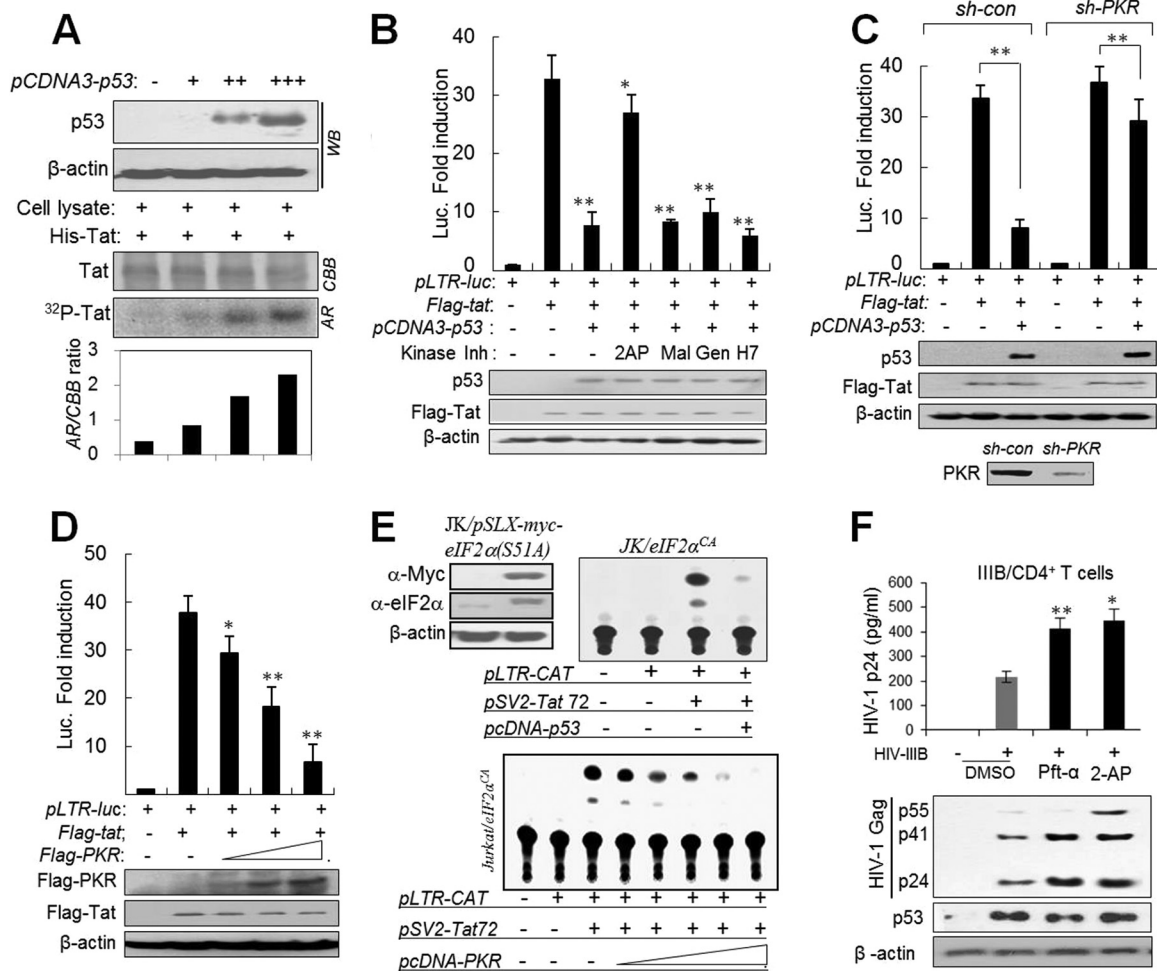 A
pCDNA3-p53: - + ++ +++
p53
β-actin
WB
Cell lysate: + + + +
His-Tat: + + + +
Tat
CBB
³²P-Tat
AR
3
2
1
0
AR/CBB ratio
B
40
30
20
10
0
Luc. Fold induction
** * ** ** **
pLTR-luc: + + + + + + +
Flag-tat: - + + + + + +
pCDNA3-p53 : - - + + + + +
Kinase Inh - - - 2AP Mal Gen H7
p53
Flag-Tat
β-actin
C
sh-con sh-PKR
** **
40
30
20
10
0
Luc. Fold induction
pLTR-luc: + + + + + +
Flag-tat: - + + - + +
pCDNA3-p53: - - + - - +
p53
Flag-Tat
β-actin
sh-con sh-PKR
PKR
D
50
40
30
20
10
Luc. Fold induction
* ** **
pLTR-luc: + + + + +
Flag-tat; - + + + +
Flag-PKR: - - .
Flag-PKR
Flag-Tat
β-actin
E
JK/pSLX-myc-
eIF2α(S51A)
α-Myc
α-eIF2α
β-actin
JK/eIF2αᶜᴬ
pLTR-CAT - + + +
pSV2-Tat 72 - - + +
pcDNA-p53 - - - +
Jurkat/eIF2αᶜᴬ
pLTR-CAT - + + + + + + +
pSV2-Tat72 - - + + + + + +
pcDNA-PKR - - -
F
IIIB/CD4⁺ T cells
600
500
400
300
200
100
0
HIV-1 p24 (pg/ml)
** *
HIV-IIIB - + + +
DMSO Pft-α 2-AP
HIV-1 Gag
p55
p41
p24
p53
β -actin